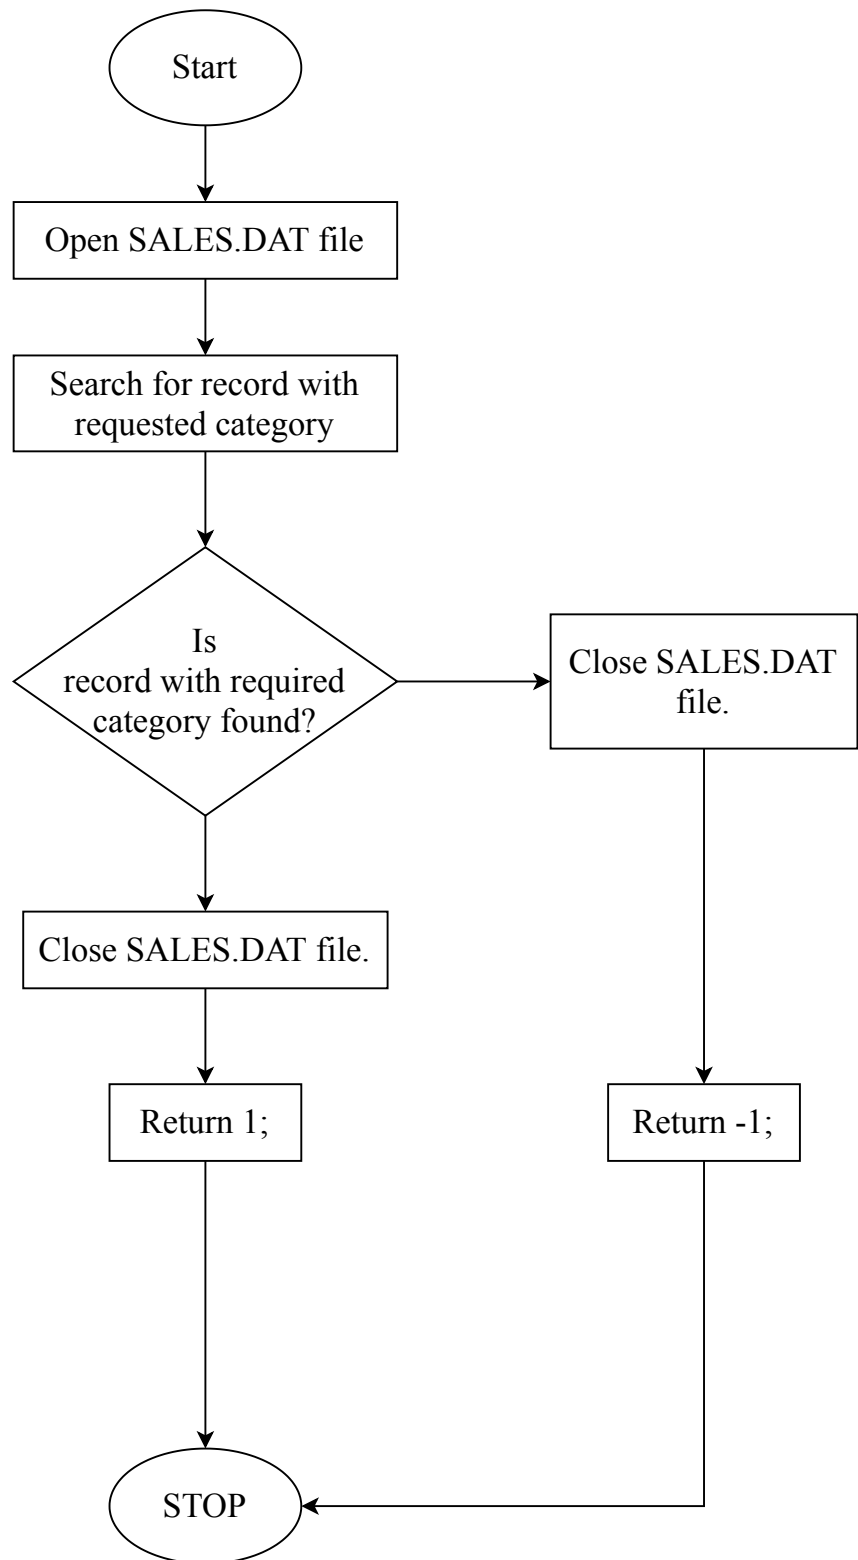 Start
Open SALES.DAT file
Search for record with
requested category
Is
record with required
category found?
Close SALES.DAT
file.
Close SALES.DAT file.
Return 1;
Return -1;
STOP